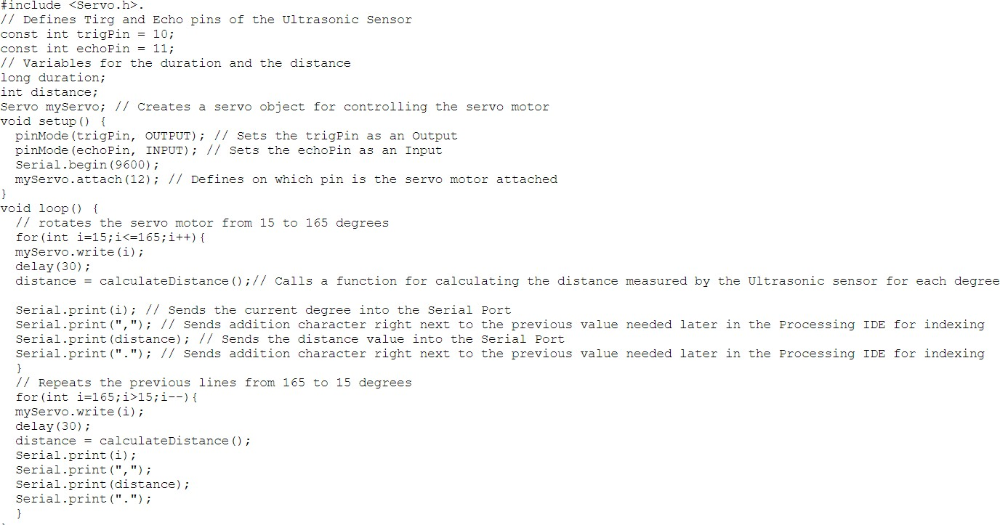 #include <Servo.h>.
// Defines Tirg and Echo pins of the Ultrasonic Sensor
const int trigPin = 10;
const int echoPin = 11;
// Variables for the duration and the distance
long duration;
int distance;
Servo myServo; // Creates a servo object for controlling the servo motor
void setup() {
  pinMode(trigPin, OUTPUT); // Sets the trigPin as an Output
  pinMode(echoPin, INPUT); // Sets the echoPin as an Input
  Serial.begin(9600);
  myServo.attach(12); // Defines on which pin is the servo motor attached
}
void loop() {
  // rotates the servo motor from 15 to 165 degrees
  for(int i=15;i<=165;i++){
  myServo.write(i);
  delay(30);
  distance = calculateDistance();// Calls a function for calculating the distance measured by the Ultrasonic sensor for each degree

  Serial.print(i); // Sends the current degree into the Serial Port
  Serial.print(","); // Sends addition character right next to the previous value needed later in the Processing IDE for indexing
  Serial.print(distance); // Sends the distance value into the Serial Port
  Serial.print("."); // Sends addition character right next to the previous value needed later in the Processing IDE for indexing
  }
  // Repeats the previous lines from 165 to 15 degrees
  for(int i=165;i>15;i--){
  myServo.write(i);
  delay(30);
  distance = calculateDistance();
  Serial.print(i);
  Serial.print(",");
  Serial.print(distance);
  Serial.print(".");
  }